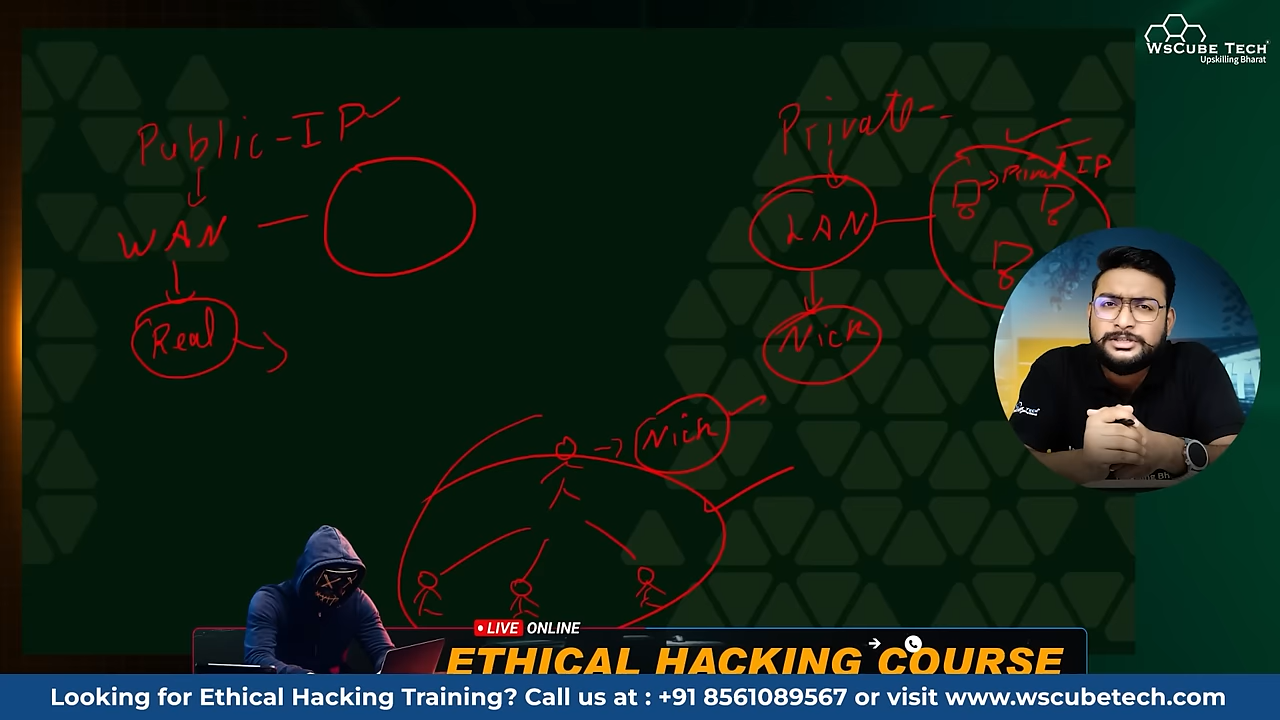 WsCube Tech
Upskilling Bharat
Public-IP
Private-
Private IP
WAN
LAN
Real
Nick
Nick
LIVE ONLINE
ETHICAL HACKING COURSE
Looking for Ethical Hacking Training? Call us at : +91 8561089567 or visit www.wscubetech.com